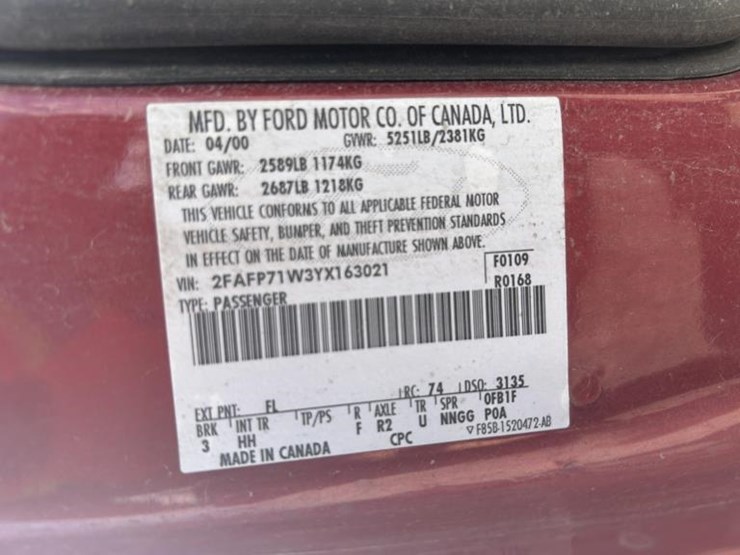 MFD. BY FORD MOTOR CO. OF CANADA, LTD.
DATE: 04/00 GVWR: 5251LB/2381KG
FRONT GAWR: 2589LB 1174KG
REAR GAWR: 2687LB 1218KG
THIS VEHICLE CONFORMS TO ALL APPLICABLE FEDERAL MOTOR
VEHICLE SAFETY, BUMPER, AND THEFT PREVENTION STANDARDS
IN EFFECT ON THE DATE OF MANUFACTURE SHOWN ABOVE.
VIN: 2FAFP71W3YX163021 F0109
TYPE: PASSENGER R0168
EXT PNT: FL RC: 74 DSO: 3135
BRK INT TR TP/PS R AXLE TR SPR 0FB1F
3 HH F R2 U NNGG POA
MADE IN CANADA CPC ▽ F85B-1520472-AB